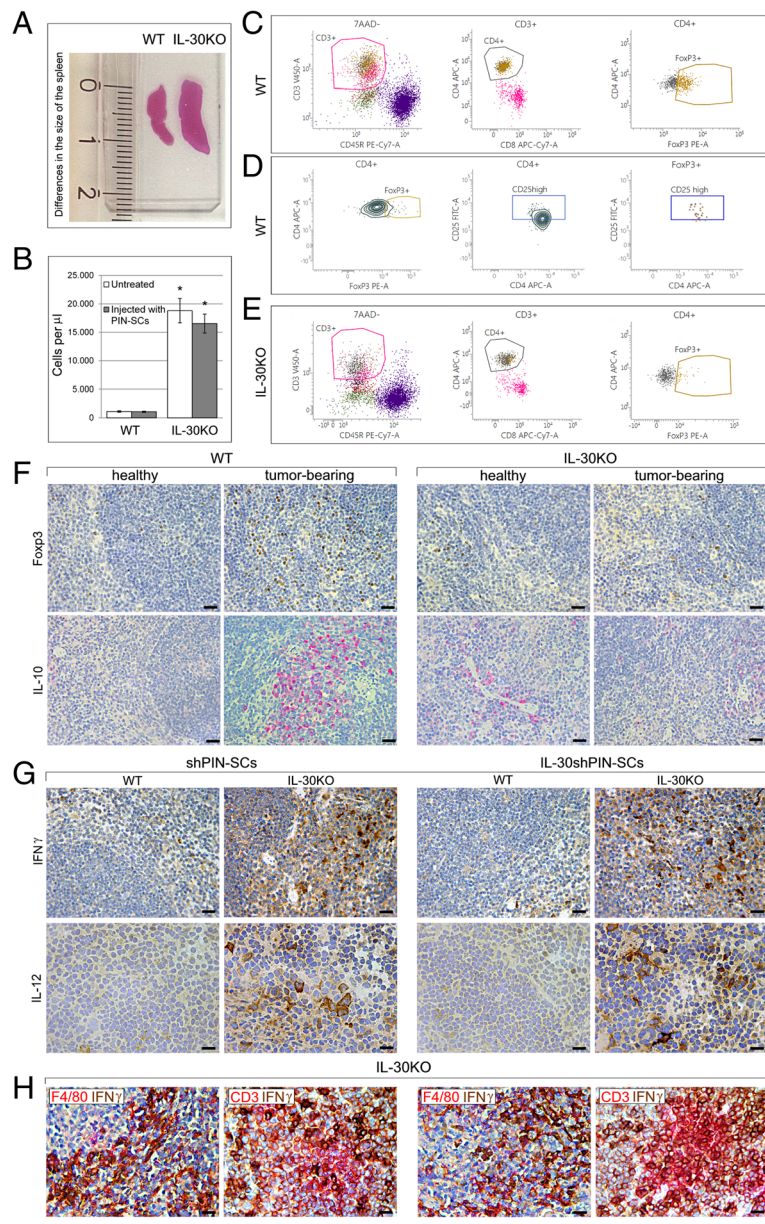 A
WT IL-30KO
Differences in the size of the spleen
0
1
2
B
Cells per µl
25.000
20.000
15.000
10.000
5.000
0
Untreated
Injected with
PIN-SCs
*
*
WT
IL-30KO
C
WT
7AAD-
CD3+
CD3 V450-A
CD45R PE-Cy7-A
CD3+
CD4+
CD4 APC-A
CD8 APC-Cy7-A
CD4+
FoxP3+
CD4 APC-A
FoxP3 PE-A
D
WT
CD4+
FoxP3+
CD4 APC-A
FoxP3 PE-A
CD4+
CD25high
CD25 FITC-A
CD4 APC-A
FoxP3+
CD25 high
CD25 FITC-A
CD4 APC-A
E
IL-30KO
7AAD-
CD3+
CD3 V450-A
CD45R PE-Cy7-A
CD3+
CD4+
CD4 APC-A
CD8 APC-Cy7-A
CD4+
FoxP3+
CD4 APC-A
FoxP3 PE-A
F
WT
IL-30KO
healthy
tumor-bearing
healthy
tumor-bearing
Foxp3
IL-10
G
shPIN-SCs
IL-30shPIN-SCs
WT
IL-30KO
WT
IL-30KO
IFNγ
IL-12
H
IL-30KO
F4/80 IFNγ
CD3 IFNγ
F4/80 IFNγ
CD3 IFNγ